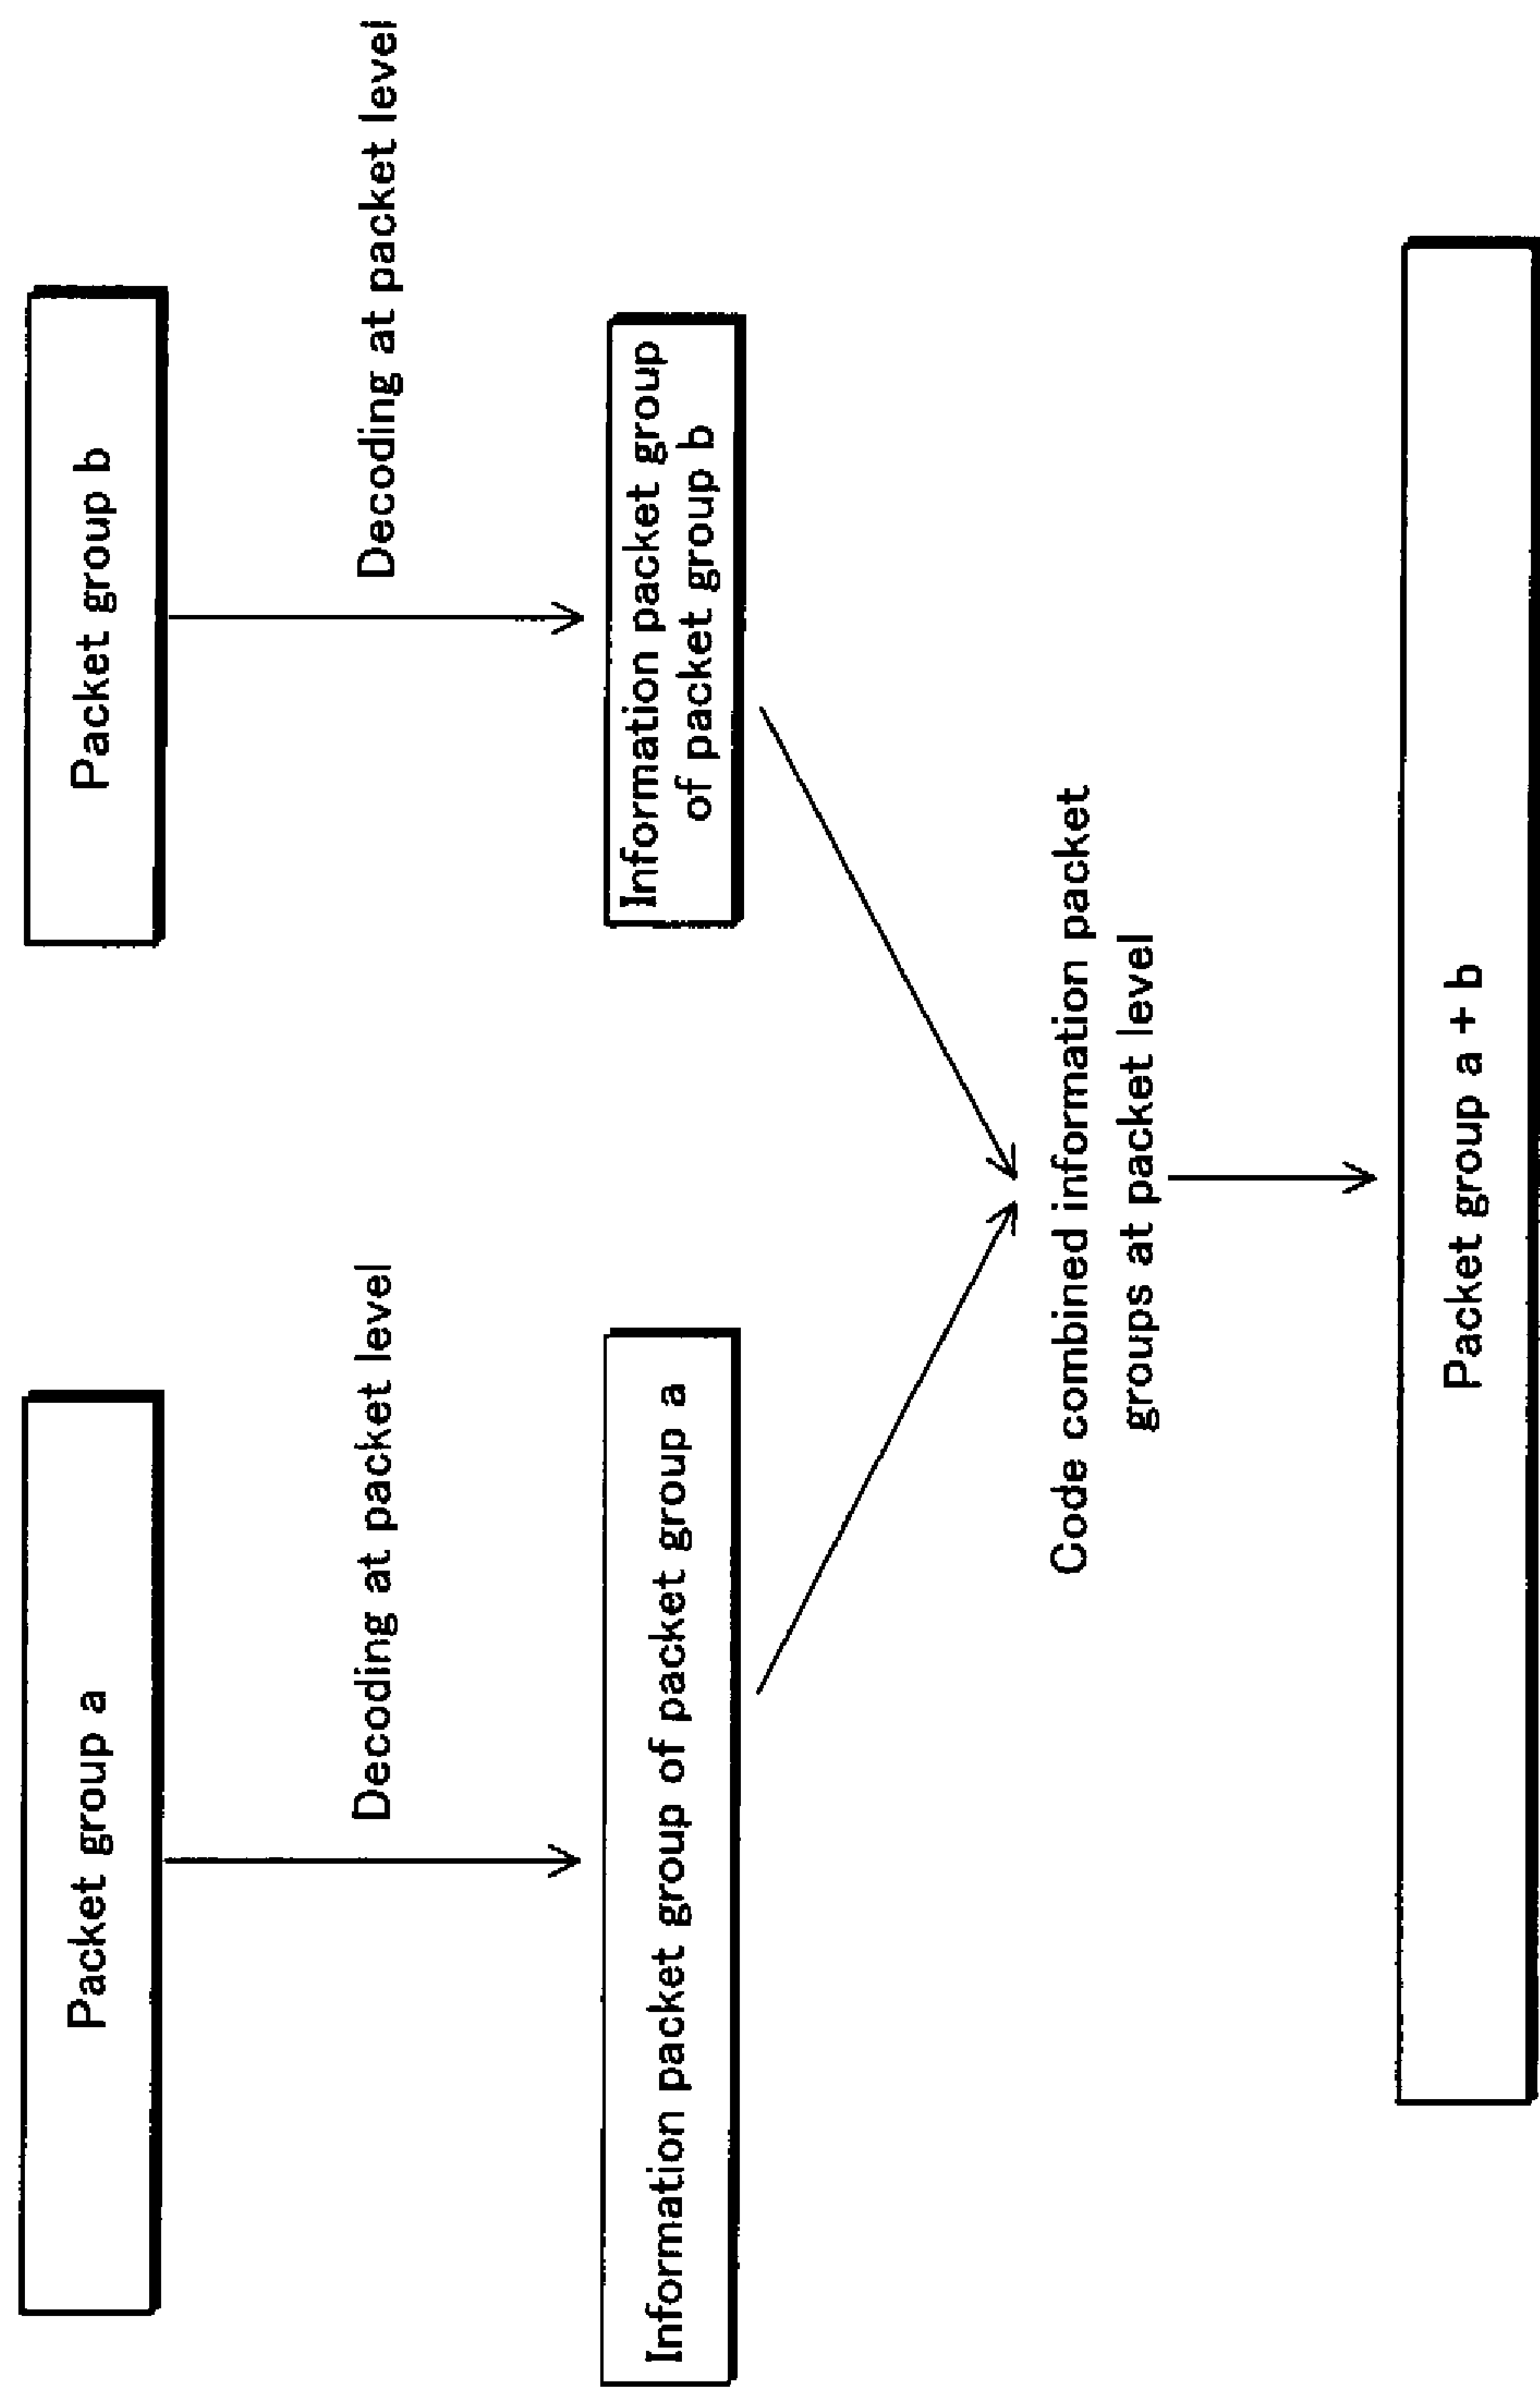 Packet group a
Packet group b
Decoding at packet level
Decoding at packet level
Information packet group of packet group a
Information packet group
of packet group b
Code combined information packet
groups at packet level
Packet group a + b